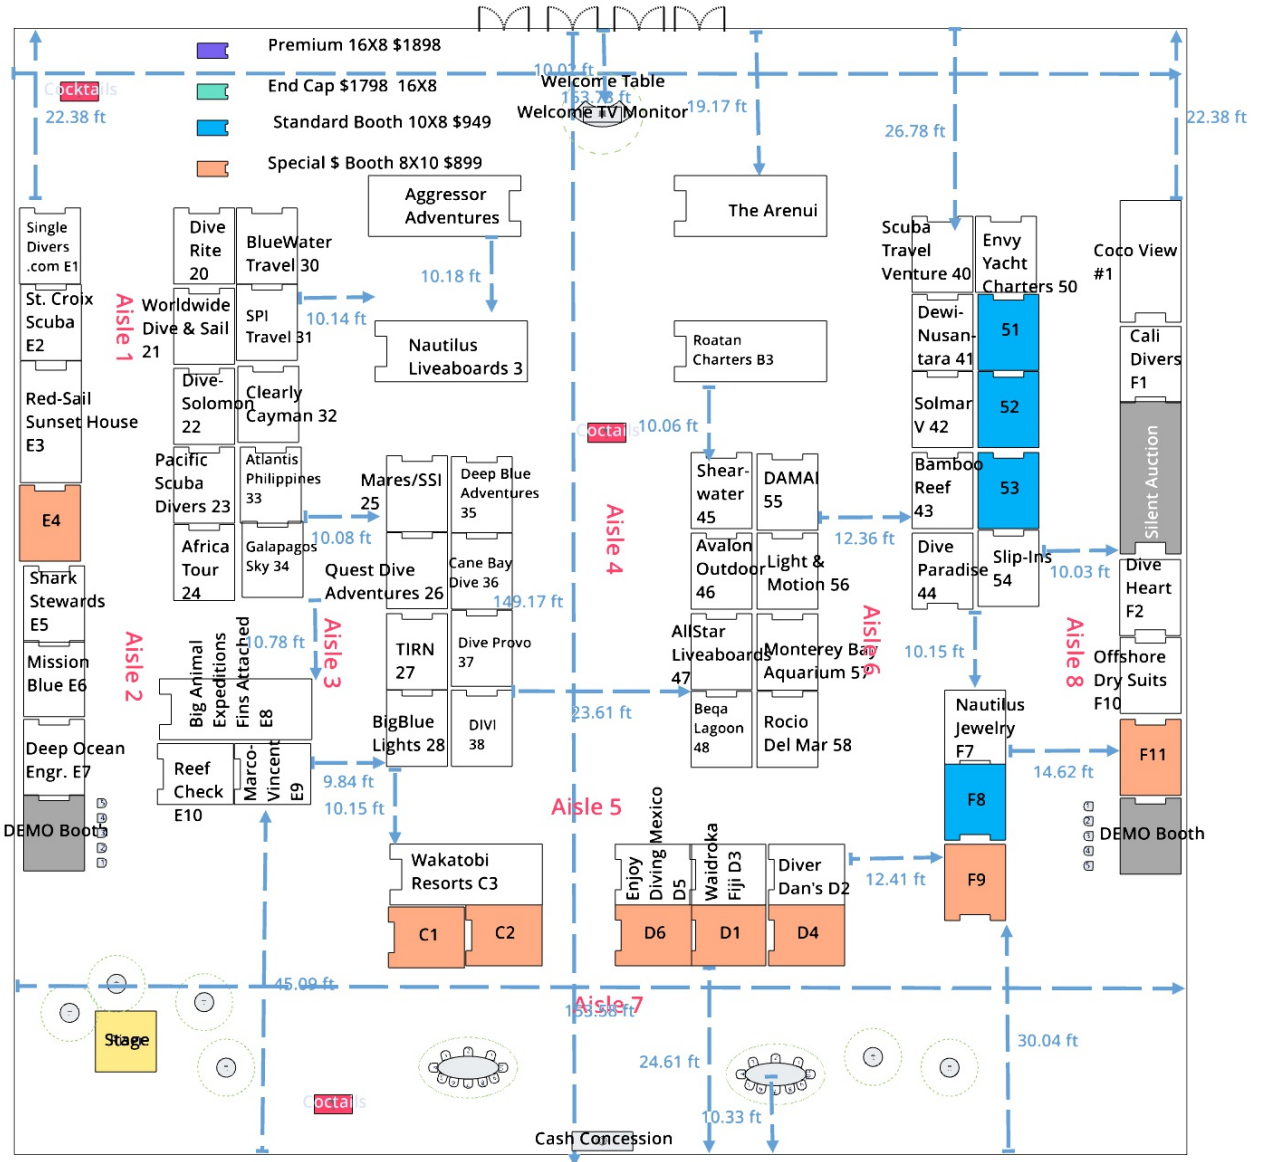 Premium 16X8 $1898
End Cap $1798  16X8
Standard Booth 10X8 $949
Special $ Booth 8X10 $899
Cocktails
22.38 ft
Welcome Table
Welcome TV Monitor
19.17 ft
26.78 ft
22.38 ft
Aggressor
Adventures
The Arenui
10.18 ft
Nautilus
Liveaboards 3
Roatan
Charters B3
10.14 ft
10.06 ft
Coctails
Single
Divers
.com E1
St. Croix
Scuba
E2
Red-Sail
Sunset House
E3
E4
Shark
Stewards
E5
Mission
Blue E6
Deep Ocean
Engr. E7
DEMO Booth
5
4
3
2
1
Aisle 1
Aisle 2
Dive
Rite
20
Worldwide
Dive & Sail
21
Dive-
Solomon
22
Pacific
Scuba
Divers 23
Africa
Tour
24
BlueWater
Travel 30
SPI
Travel 31
Clearly
Cayman 32
Atlantis
Philippines
33
Galapagos
Sky 34
10.08 ft
10.78 ft
Aisle 3
Big Animal
Expeditions
Fins Attached
E8
Reef
Check
E10
Marco-
Vincent
E9
9.84 ft
10.15 ft
Mares/SSI
25
Quest Dive
Adventures 26
TIRN
27
BigBlue
Lights 28
Deep Blue
Adventures
35
Cane Bay
Dive 36
Dive Provo
37
DIVI
38
149.17 ft
23.61 ft
Aisle 4
Aisle 5
Shear-
water
45
Avalon
Outdoor
46
AllStar
Liveaboards
47
Beqa
Lagoon
48
DAMAI
55
Light &
Motion 56
Monterey Bay
Aquarium 57
Rocio
Del Mar 58
12.36 ft
Aisle 6
Scuba
Travel
Venture 40
Dewi-
Nusan-
tara 41
Solmar
V 42
Bamboo
Reef
43
Dive
Paradise
44
Envy
Yacht
Charters 50
51
52
53
Slip-Ins
54
10.03 ft
10.15 ft
Aisle 8
Nautilus
Jewelry
F7
F8
F9
14.62 ft
12.41 ft
Coco View
#1
Cali
Divers
F1
Silent Auction
Dive
Heart
F2
Offshore
Dry Suits
F10
F11
DEMO Booth
1
2
3
4
5
Wakatobi
Resorts C3
C1
C2
Enjoy
Diving Mexico
D5
Waidroka
Fiji D3
Diver
Dan's D2
D6
D1
D4
45.09 ft
Aisle 7
153.58 ft
24.61 ft
10.33 ft
30.04 ft
Stage
Coctails
Cash Concession